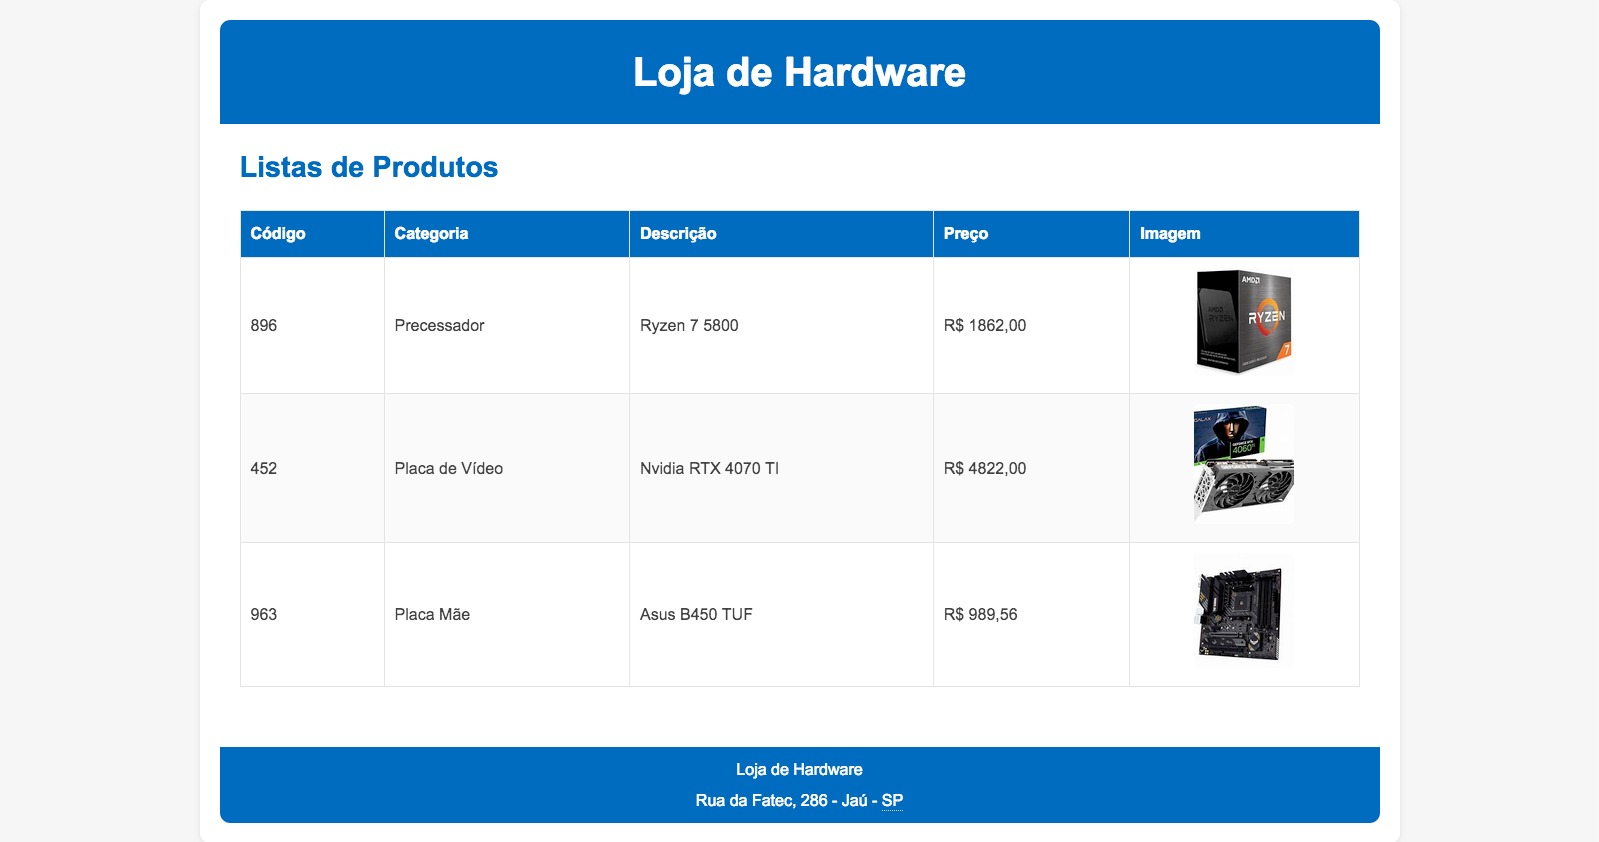 Loja de Hardware
Listas de Produtos
Código Categoria Descrição Preço Imagem
896 Precessador Ryzen 7 5800 R$ 1862,00
AMD
RYZEN
RYZEN
7
452 Placa de Vídeo Nvidia RTX 4070 TI R$ 4822,00
GALAX
4060
963 Placa Mãe Asus B450 TUF R$ 989,56
Loja de Hardware
Rua da Fatec, 286 - Jaú - SP